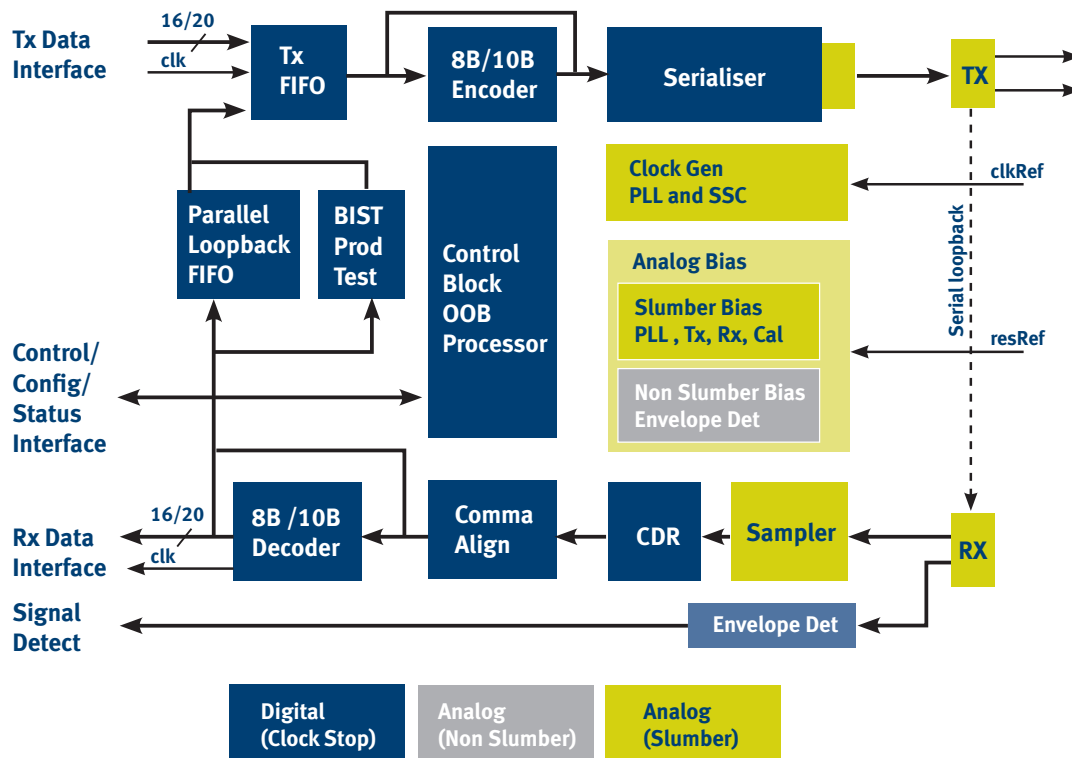 Tx Data
Interface
16/20
clk
Tx
FIFO
8B/10B
Encoder
Serialiser
TX
Clock Gen
PLL and SSC
clkRef
Parallel
Loopback
FIFO
BIST
Prod
Test
Control
Block
OOB
Processor
Analog Bias
Slumber Bias
PLL , Tx, Rx, Cal
Non Slumber Bias
Envelope Det
resRef
Serial loopback
Control/
Config/
Status
Interface
Rx Data
Interface
16/20
clk
8B /10B
Decoder
Comma
Align
CDR
Sampler
RX
Signal
Detect
Envelope Det
Digital
(Clock Stop)
Analog
(Non Slumber)
Analog
(Slumber)